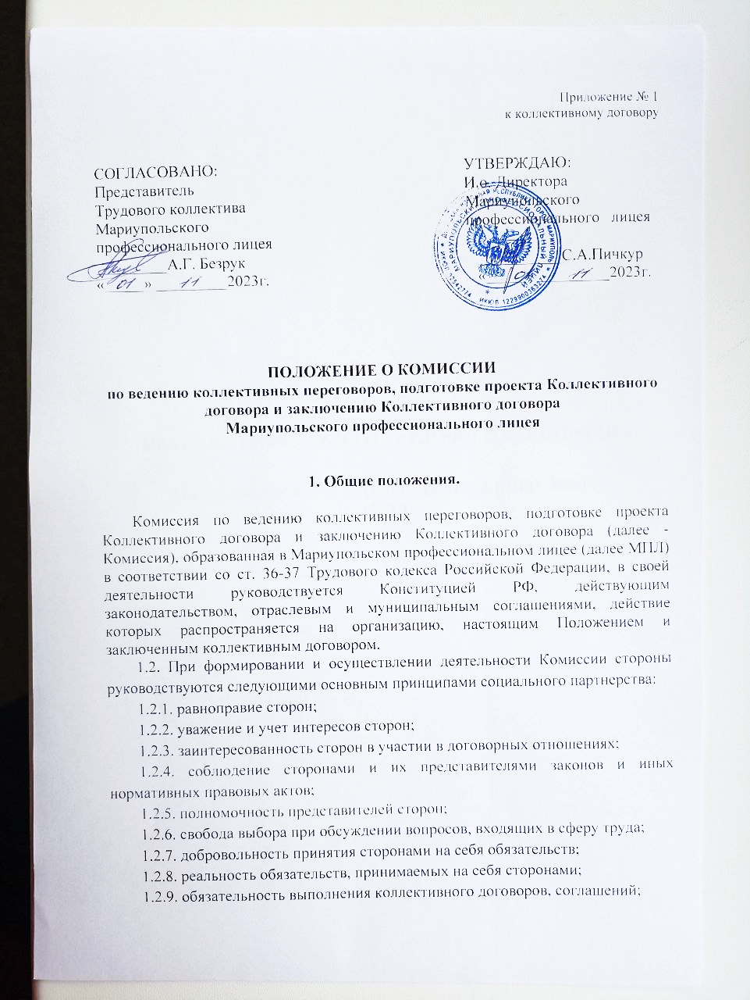 Приложение № 1
к коллективному договору
СОГЛАСОВАНО:
Представитель
Трудового коллектива
Мариупольского
профессионального лицея
_________А.Г. Безрук
« 01 » 11 2023г.
УТВЕРЖДАЮ:
И.о. Директора
Мариупольского
профессионального лицея
С.А.Пичкур
« 01 11 2023г.
ПОЛОЖЕНИЕ О КОМИССИИ
по ведению коллективных переговоров, подготовке проекта Коллективного
договора и заключению Коллективного договора
Мариупольского профессионального лицея
1. Общие положения.
Комиссия по ведению коллективных переговоров, подготовке проекта
Коллективного договора и заключению Коллективного договора (далее -
Комиссия), образованная в Мариупольском профессиональном лицее (далее МПЛ)
в соответствии со ст. 36-37 Трудового кодекса Российской Федерации, в своей
деятельности руководствуется Конституцией РФ, действующим
законодательством, отраслевым и муниципальным соглашениями, действие
которых распространяется на организацию, настоящим Положением и
заключенным коллективным договором.
1.2. При формировании и осуществлении деятельности Комиссии стороны
руководствуются следующими основным принципами социального партнерства:
1.2.1. равноправие сторон;
1.2.2. уважение и учет интересов сторон;
1.2.3. заинтересованность сторон в участии в договорных отношениях;
1.2.4. соблюдение сторонами и их представителями законов и иных
нормативных правовых актов;
1.2.5. полномочность представителей сторон;
1.2.6. свобода выбора при обсуждении вопросов, входящих в сферу труда;
1.2.7. добровольность принятия сторонами на себя обязательств;
1.2.8. реальность обязательств, принимаемых на себя сторонами;
1.2.9. обязательность выполнения коллективного договоров, соглашений;